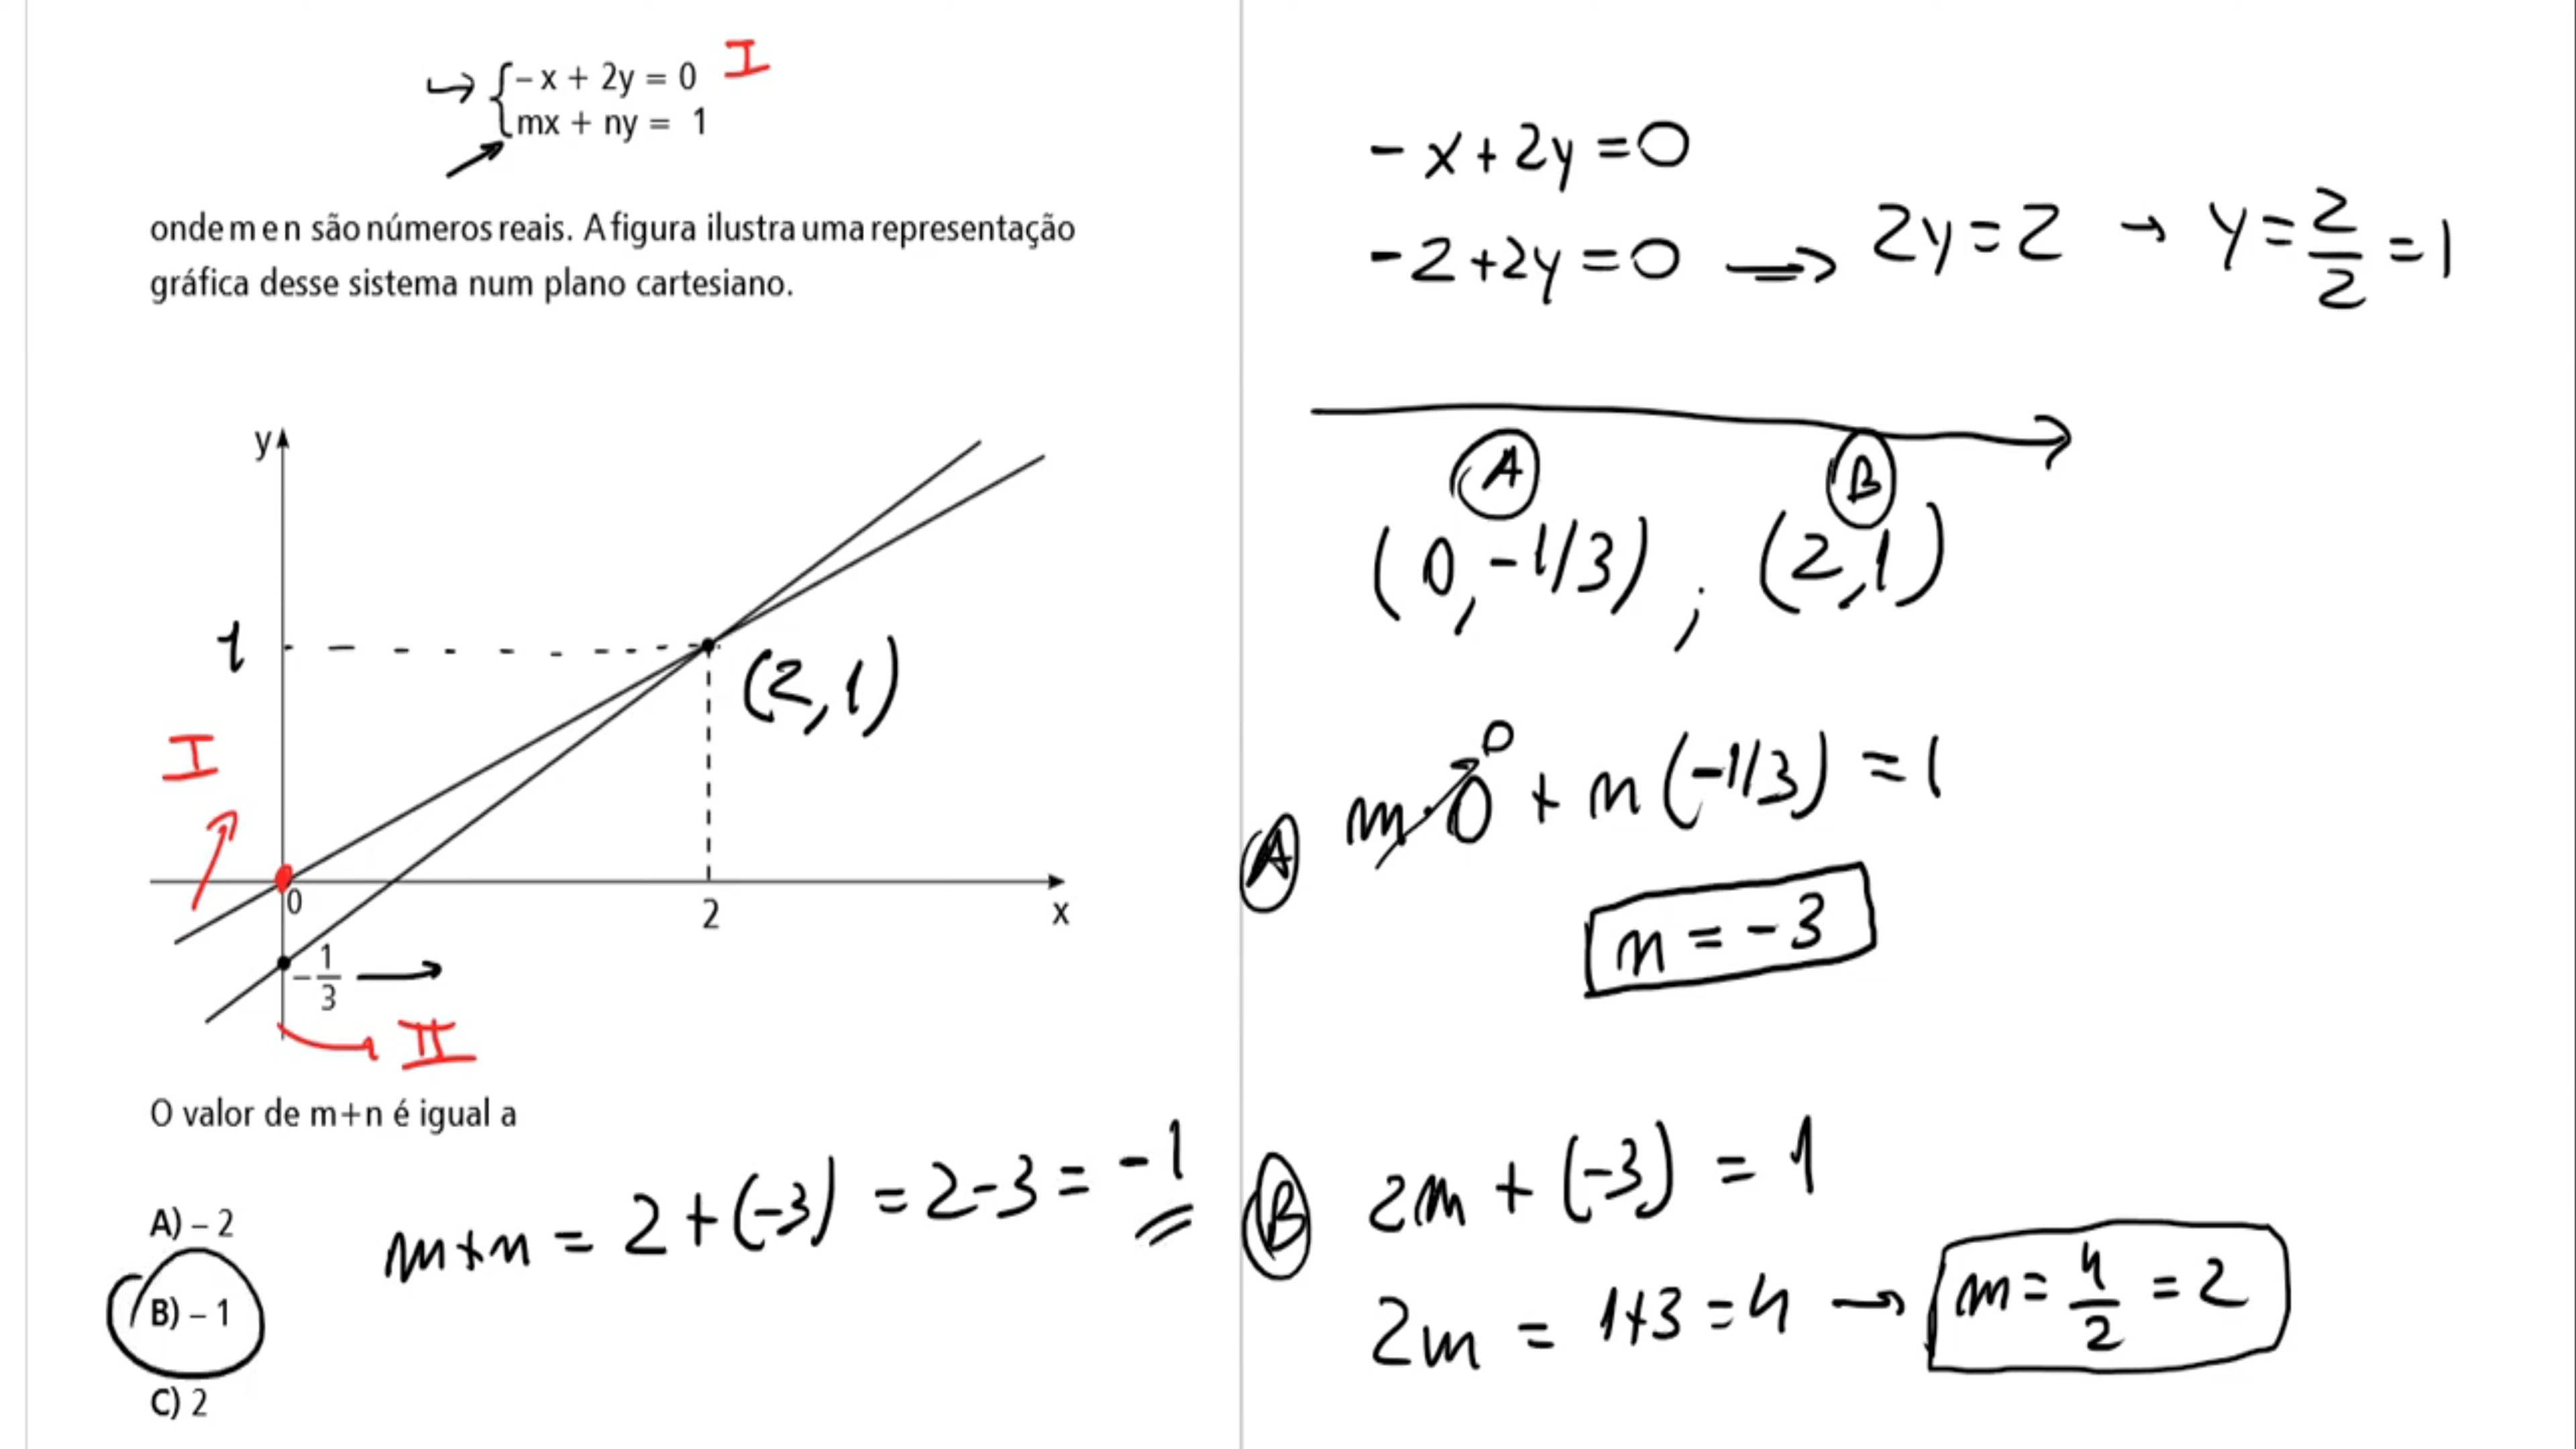 { – x + 2y = 0 I
mx + ny = 1
onde m e n são números reais. A figura ilustra uma representação
gráfica desse sistema num plano cartesiano.
y
1
(2,1)
I
0
2
x
– 1/3
II
O valor de m+n é igual a
A) – 2
m+n = 2 + (-3) = 2-3 = -1
B) – 1
C) 2
- x + 2y = 0
- 2 + 2y = 0 → 2y = 2 → y = 2/2 = 1
A B
(0, -1/3) ; (2,1)
A m·0 0 + n (-1/3) = 1
n = -3
B 2m + (-3) = 1
2m = 1+3 = 4 → m = 4/2 = 2